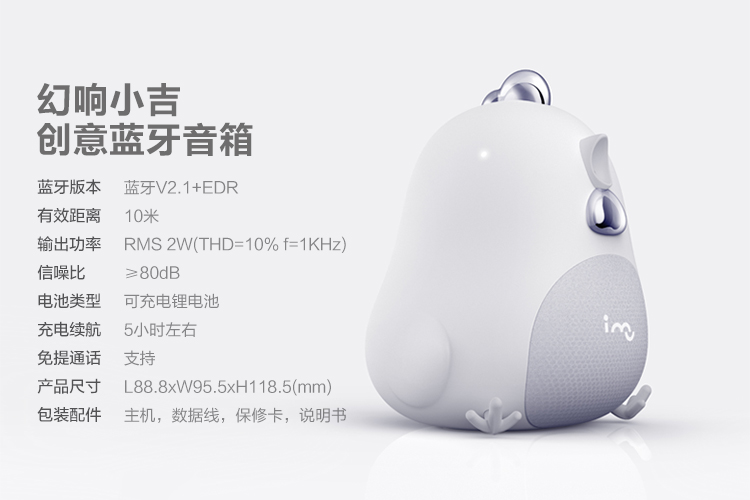 幻响小吉
创意蓝牙音箱
蓝牙版本 蓝牙V2.1+EDR
有效距离 10米
输出功率 RMS 2W(THD=10% f=1KHz)
信噪比 ≥80dB
电池类型 可充电锂电池
充电续航 5小时左右
免提通话 支持
产品尺寸 L88.8xW95.5xH118.5(mm)
包装配件 主机，数据线，保修卡，说明书
imu